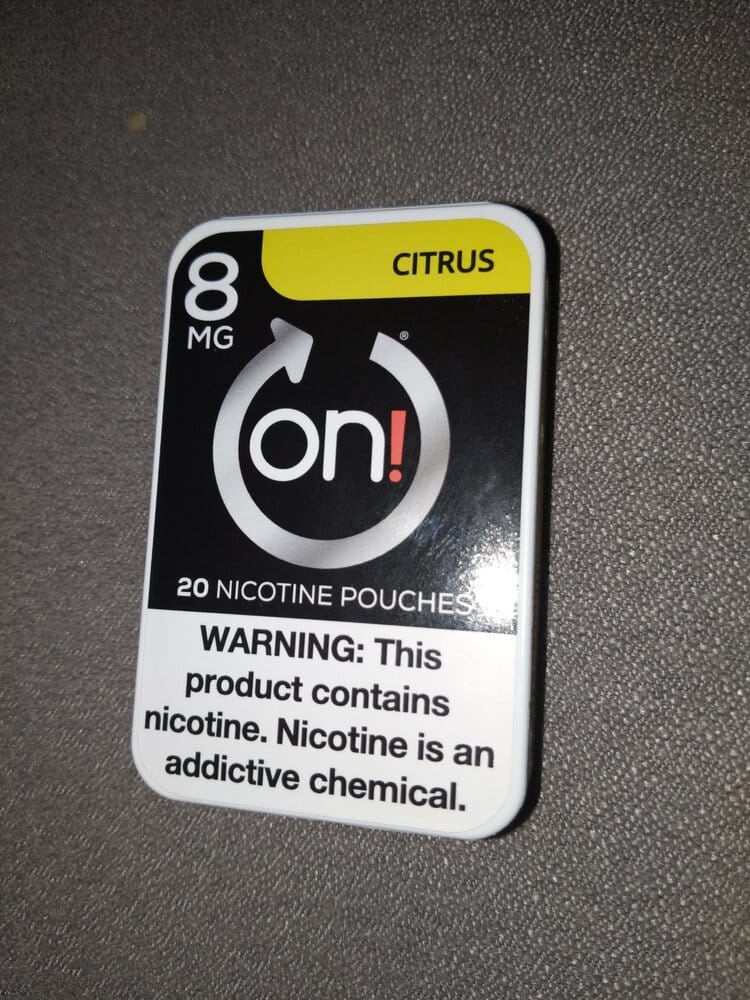 8
MG
CITRUS
®
on!
20 NICOTINE POUCHES
WARNING: This
product contains
nicotine. Nicotine is an
addictive chemical.